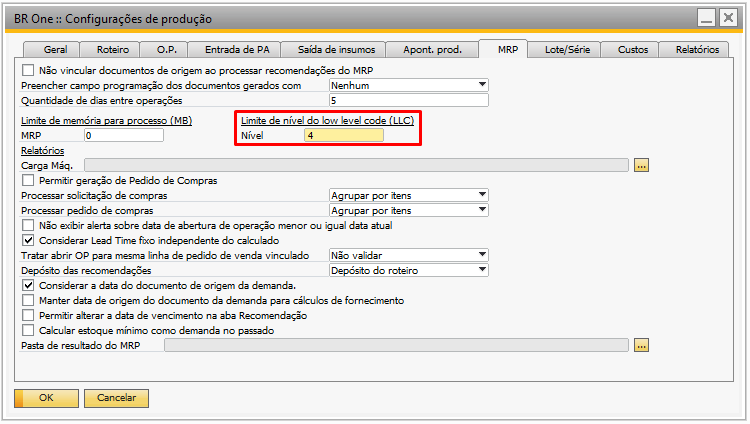 BR One :: Configurações de produção
Geral Roteiro O.P. Entrada de PA Saída de insumos Apont. prod. MRP Lote/Série Custos Relatórios
Não vincular documentos de origem ao processar recomendações do MRP
Preencher campo programação dos documentos gerados com Nenhum
Quantidade de dias entre operações 5
Limite de memória para processo (MB) Limite de nível do low level code (LLC)
MRP 0 Nível 4
Relatórios
Carga Máq. ...
Permitir geração de Pedido de Compras
Processar solicitação de compras Agrupar por itens
Processar pedido de compras Agrupar por itens
Não exibir alerta sobre data de abertura de operação menor ou igual data atual
Considerar Lead Time fixo independente do calculado
Tratar abrir OP para mesma linha de pedido de venda vinculado Não validar
Depósito das recomendações Depósito do roteiro
Considerar a data do documento de origem da demanda.
Manter data de origem do documento da demanda para cálculos de fornecimento
Permitir alterar a data de vencimento na aba Recomendação
Calcular estoque mínimo como demanda no passado
Pasta de resultado do MRP ...
OK Cancelar